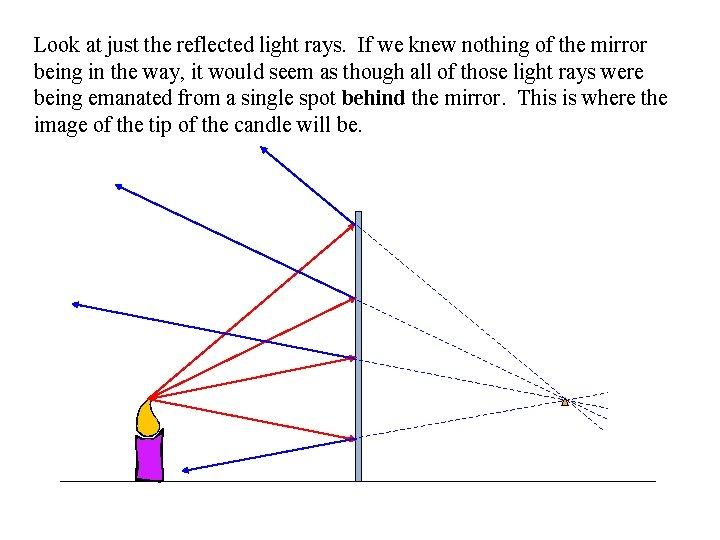 Look at just the reflected light rays.  If we knew nothing of the mirror
being in the way, it would seem as though all of those light rays were
being emanated from a single spot behind the mirror.  This is where the
image of the tip of the candle will be.